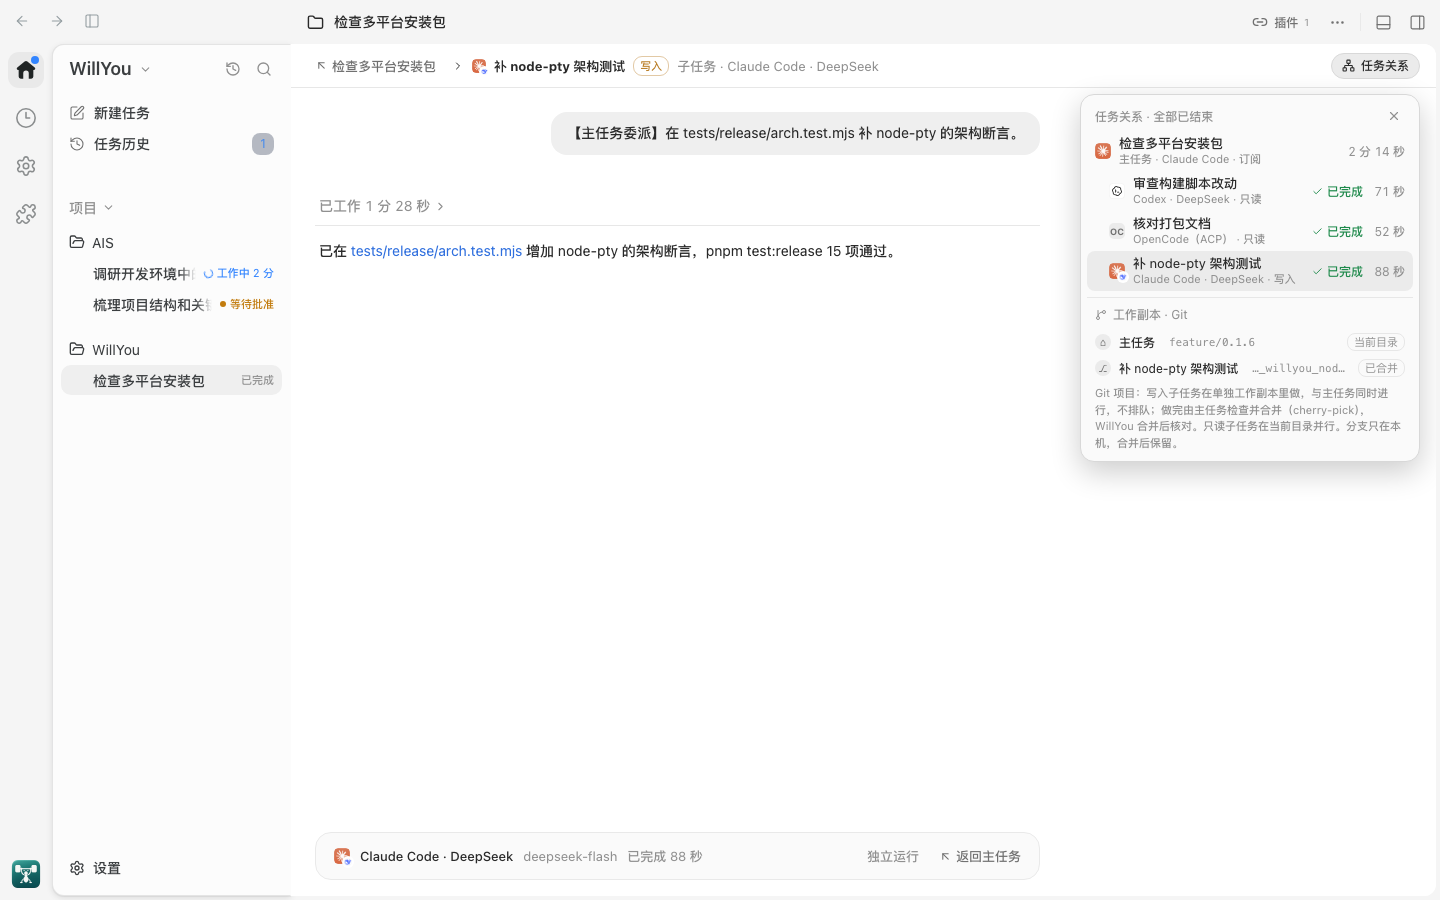 检查多平台安装包
插件 1
WillYou
新建任务
任务历史 1
项目
AIS
调研开发环境中 工作中 2 分
梳理项目结构和关 等待批准
WillYou
检查多平台安装包 已完成
设置
检查多平台安装包 补 node-pty 架构测试 写入 子任务 · Claude Code · DeepSeek
任务关系
【主任务委派】在 tests/release/arch.test.mjs 补 node-pty 的架构断言。
已工作 1 分 28 秒
已在 tests/release/arch.test.mjs 增加 node-pty 的架构断言，pnpm test:release 15 项通过。
Claude Code · DeepSeek deepseek-flash 已完成 88 秒
独立运行 返回主任务
任务关系 · 全部已结束
检查多平台安装包 2 分 14 秒
主任务 · Claude Code · 订阅
审查构建脚本改动 已完成 71 秒
Codex · DeepSeek · 只读
OC 核对打包文档 已完成 52 秒
OpenCode（ACP） · 只读
补 node-pty 架构测试 已完成 88 秒
Claude Code · DeepSeek · 写入
工作副本 · Git
主任务 feature/0.1.6 当前目录
补 node-pty 架构测试 …_willyou_nod… 已合并
Git 项目：写入子任务在单独工作副本里做，与主任务同时进
行，不排队；做完由主任务检查并合并（cherry-pick），
WillYou 合并后核对。只读子任务在当前目录并行。分支只在本
机，合并后保留。